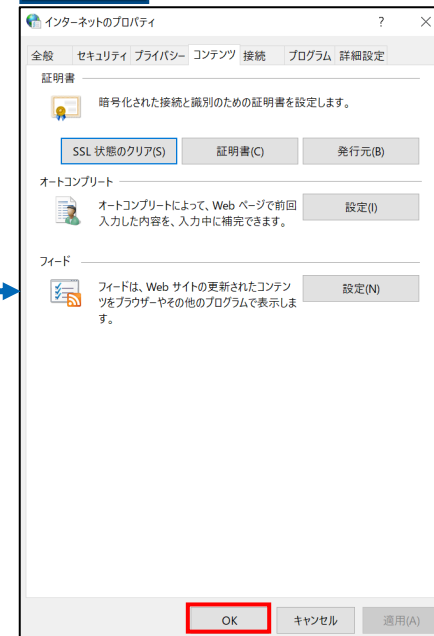 インターネットのプロパティ ? ×
全般 セキュリティ プライバシー コンテンツ 接続 プログラム 詳細設定
証明書
暗号化された接続と識別のための証明書を設定します。
SSL 状態のクリア(S) 証明書(C) 発行元(B)
オートコンプリート
オートコンプリートによって、Web ページで前回
入力した内容を、入力中に補完できます。
設定(I)
フィード
フィードは、Web サイトの更新されたコンテン
ツをブラウザーやその他のプログラムで表示しま
す。
設定(N)
OK キャンセル 適用(A)